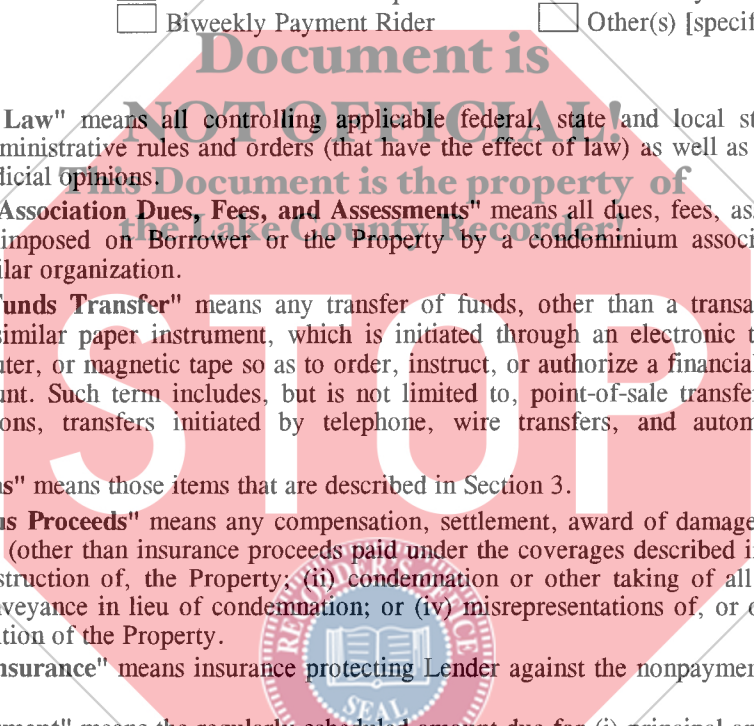 Biweekly Payment Rider Other(s) [specif
Document is
Law" means all controlling applicable federal, state and local st
NOT OFFICIAL!
ministrative rules and orders (that have the effect of law) as well as
dicial opinions.
This Document is the property of
Association Dues, Fees, and Assessments" means all dues, fees, as
the Lake County Recorder!
imposed on Borrower or the Property by a condominium associ
ilar organization.
Funds Transfer" means any transfer of funds, other than a transa
similar paper instrument, which is initiated through an electronic t
uter, or magnetic tape so as to order, instruct, or authorize a financial
unt. Such term includes, but is not limited to, point-of-sale transfe
ons, transfers initiated by telephone, wire transfers, and autom
STOP
ns" means those items that are described in Section 3.
us Proceeds" means any compensation, settlement, award of damage
(other than insurance proceeds paid under the coverages described i
struction of, the Property; (ii) condemnation or other taking of all
nveyance in lieu of condemnation; or (iv) misrepresentations of, or o
ition of the Property.
RECORDER'S OFFICE
nsurance" means insurance protecting Lender against the nonpaymen
SEAL